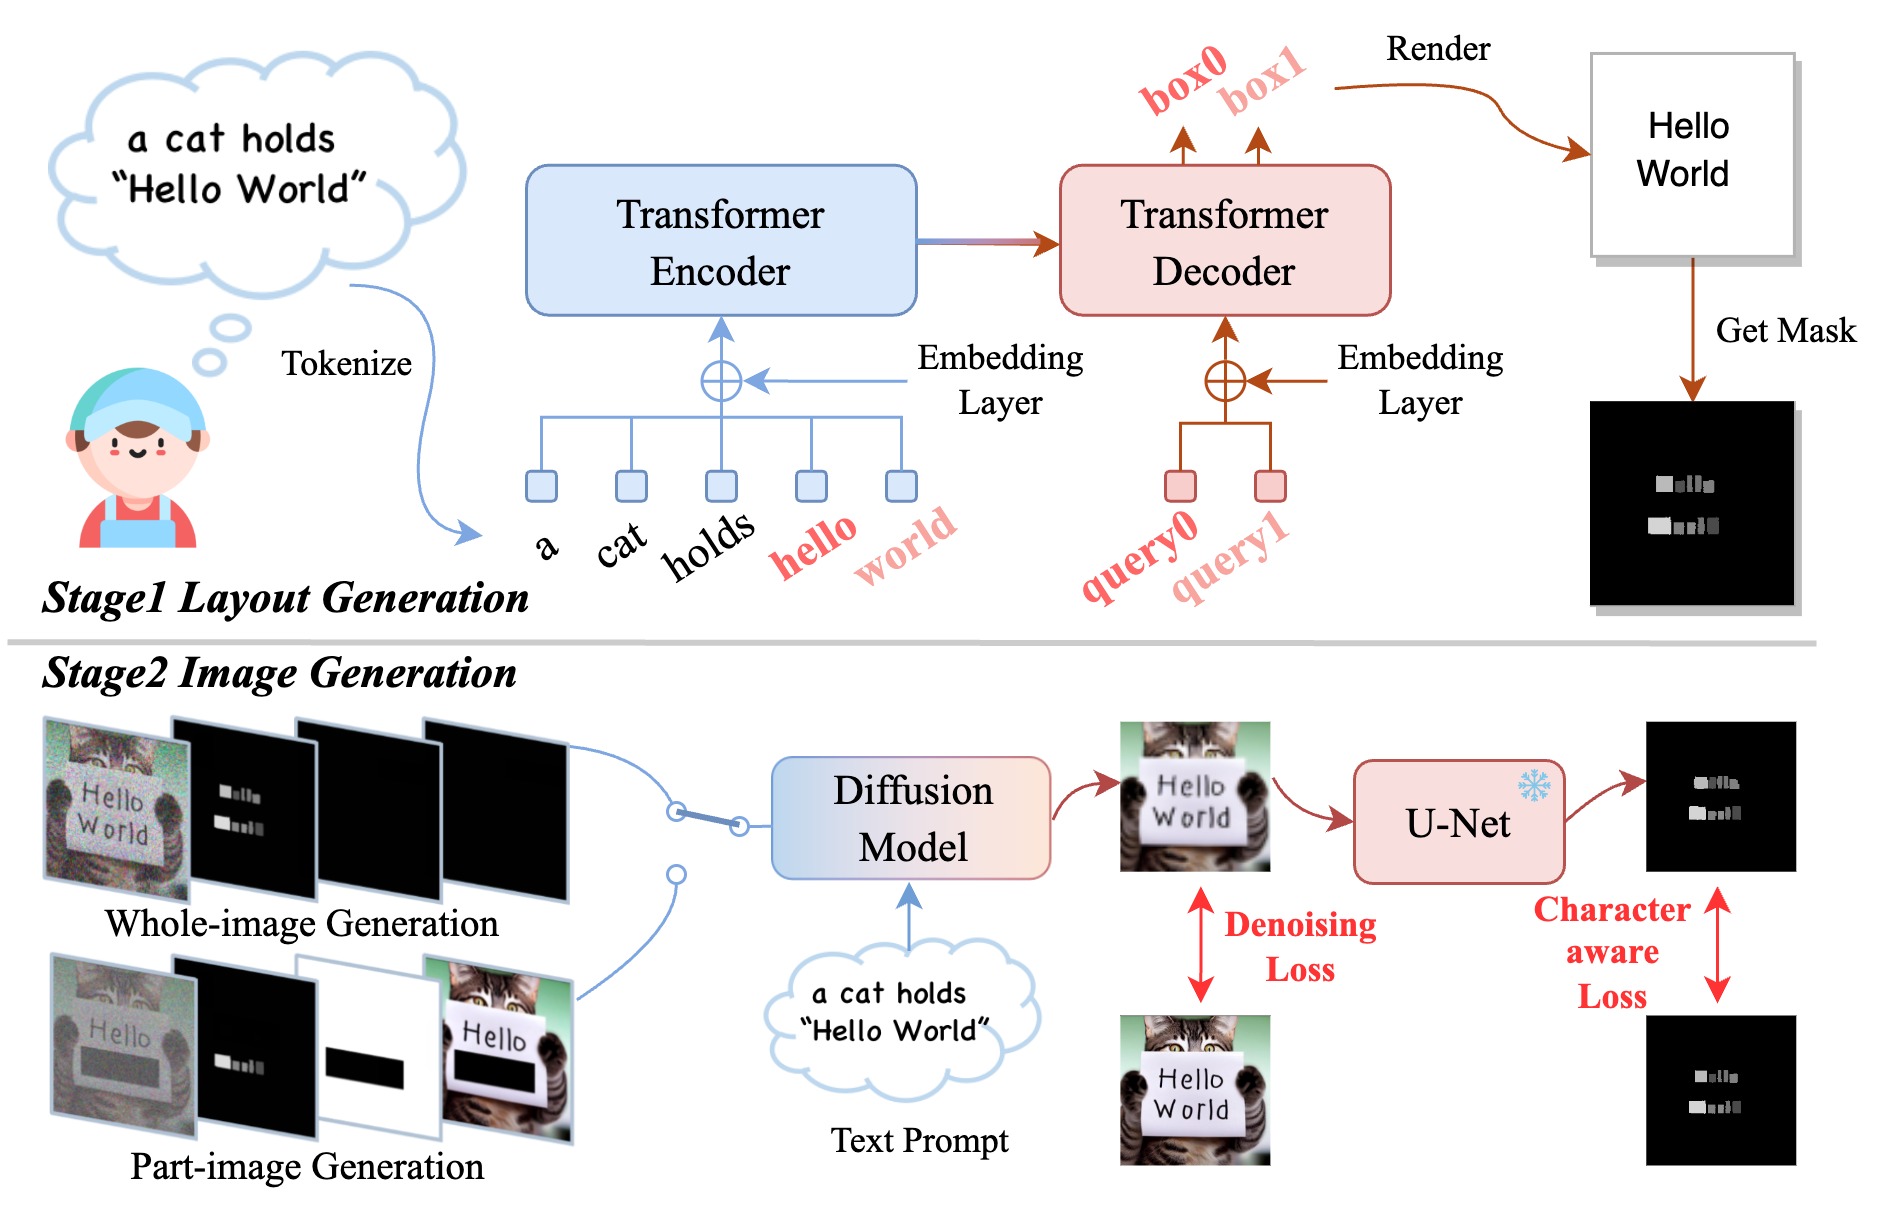 a cat holds
“Hello World”
Tokenize
Transformer
Encoder
Embedding
Layer
a cat holds hello world
Transformer
Decoder
box0 box1
Embedding
Layer
query0 query1
Render
Hello
World
Get Mask
Stage1 Layout Generation
Stage2 Image Generation
Hello
World
Whole-image Generation
Hello
Hello
Part-image Generation
Diffusion
Model
a cat holds
“Hello World”
Text Prompt
Hello
World
Denoising
Loss
Hello
World
U-Net
Character
aware
Loss